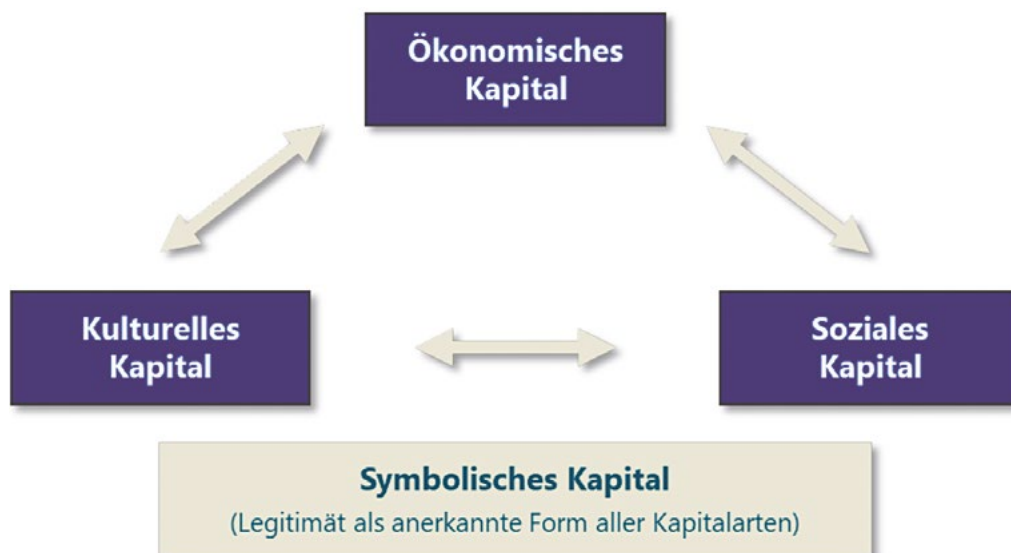 Ökonomisches
Kapital
Kulturelles
Kapital
Soziales
Kapital
Symbolisches Kapital
(Legitimät als anerkannte Form aller Kapitalarten)